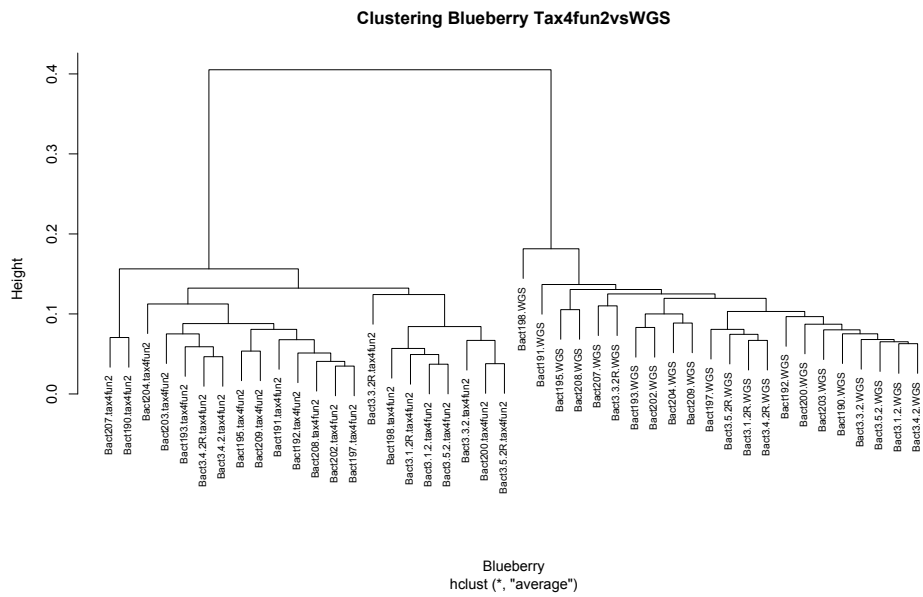 Clustering Blueberry Tax4fun2vsWGS
Height
0.4
0.3
0.2
0.1
0.0
Bact207.tax4fun2
Bact190.tax4fun2
Bact204.tax4fun2
Bact203.tax4fun2
Bact193.tax4fun2
Bact3.4.2R.tax4fun2
Bact3.4.2.tax4fun2
Bact195.tax4fun2
Bact209.tax4fun2
Bact191.tax4fun2
Bact192.tax4fun2
Bact208.tax4fun2
Bact202.tax4fun2
Bact197.tax4fun2
Bact3.3.2R.tax4fun2
Bact198.tax4fun2
Bact3.1.2R.tax4fun2
Bact3.1.2.tax4fun2
Bact3.5.2.tax4fun2
Bact3.3.2.tax4fun2
Bact200.tax4fun2
Bact3.5.2R.tax4fun2
Bact198.WGS
Bact191.WGS
Bact195.WGS
Bact208.WGS
Bact207.WGS
Bact3.3.2R.WGS
Bact193.WGS
Bact202.WGS
Bact204.WGS
Bact209.WGS
Bact197.WGS
Bact3.5.2R.WGS
Bact3.1.2R.WGS
Bact3.4.2R.WGS
Bact192.WGS
Bact200.WGS
Bact203.WGS
Bact190.WGS
Bact3.3.2.WGS
Bact3.5.2.WGS
Bact3.1.2.WGS
Bact3.4.2.WGS
Blueberry
hclust (*, "average")